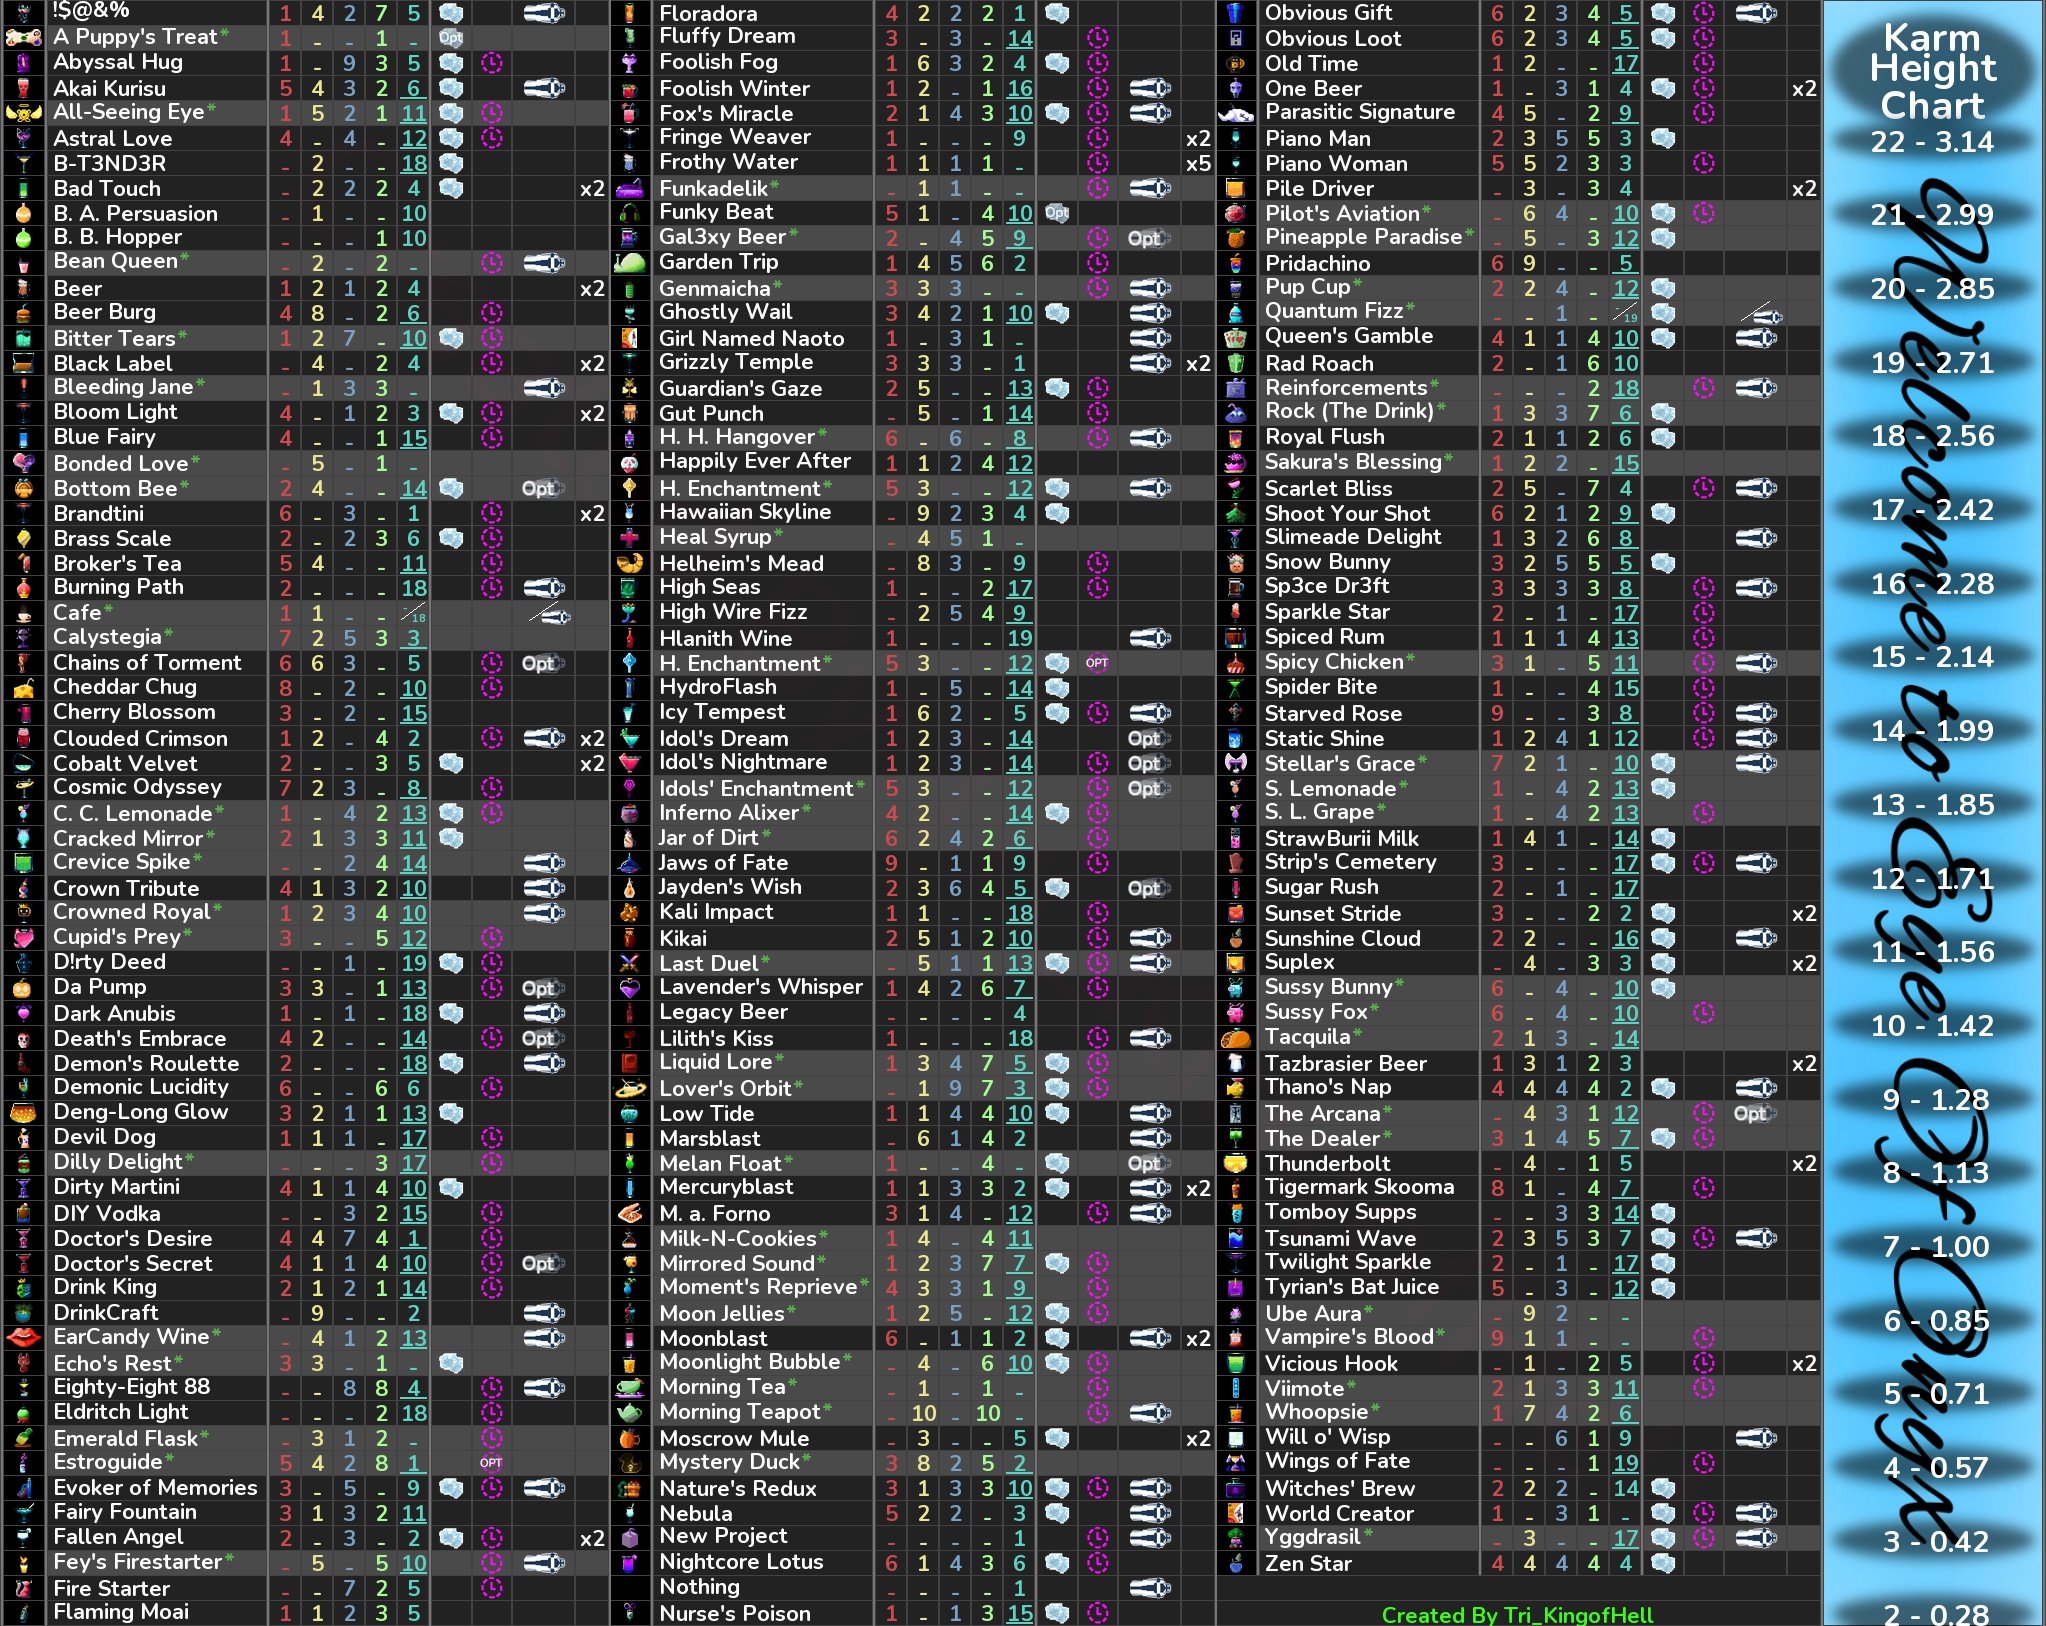 !$@&% 1 4 2 7 5
A Puppy's Treat* 1 - - 1 - Opt
Abyssal Hug 1 - 9 3 5
Akai Kurisu 5 4 3 2 6
All-Seeing Eye* 1 5 2 1 11
Astral Love 4 - 4 - 12
B-T3ND3R - 2 - - 18
Bad Touch - 2 2 2 4 x2
B. A. Persuasion - 1 - - 10
B. B. Hopper - - - 1 10
Bean Queen* - 2 - 2 -
Beer 1 2 1 2 4 x2
Beer Burg 4 8 - 2 6
Bitter Tears* 1 2 7 - 10
Black Label - 4 - 2 4 x2
Bleeding Jane* - 1 3 3 -
Bloom Light 4 - 1 2 3 x2
Blue Fairy 4 - - 1 15
Bonded Love* - 5 - 1 -
Bottom Bee* 2 4 - - 14 Opt
Brandtini 6 - 3 - 1 x2
Brass Scale 2 - 2 3 6
Broker's Tea 5 4 - - 11
Burning Path 2 - - - 18
Cafe* 1 1 - - -/18
Calystegia* 7 2 5 3 3
Chains of Torment 6 6 3 - 5 Opt
Cheddar Chug 8 - 2 - 10
Cherry Blossom 3 - 2 - 15
Clouded Crimson 1 2 - 4 2 x2
Cobalt Velvet 2 - - 3 5 x2
Cosmic Odyssey 7 2 3 - 8
C. C. Lemonade* 1 - 4 2 13
Cracked Mirror* 2 1 3 3 11
Crevice Spike* - - 2 4 14
Crown Tribute 4 1 3 2 10
Crowned Royal* 1 2 3 4 10
Cupid's Prey* 3 - - 5 12
D!rty Deed - - 1 - 19
Da Pump 3 3 - 1 13 Opt
Dark Anubis 1 - 1 - 18
Death's Embrace 4 2 - - 14 Opt
Demon's Roulette 2 - - - 18
Demonic Lucidity 6 - - 6 6
Deng-Long Glow 3 2 1 1 13
Devil Dog 1 1 1 - 17
Dilly Delight* - - - 3 17
Dirty Martini 4 1 1 4 10
DIY Vodka - - 3 2 15
Doctor's Desire 4 4 7 4 1
Doctor's Secret 4 1 1 4 10 Opt
Drink King 2 1 2 1 14
DrinkCraft - 9 - - 2
EarCandy Wine* - 4 1 2 13
Echo's Rest* 3 3 - 1 -
Eighty-Eight 88 - - 8 8 4
Eldritch Light - - - 2 18
Emerald Flask* - 3 1 2 -
Estroguide* 5 4 2 8 1 OPT
Evoker of Memories 3 - 5 - 9
Fairy Fountain 3 1 3 2 11
Fallen Angel 2 - 3 - 2 x2
Fey's Firestarter* - 5 - 5 10
Fire Starter - - 7 2 5
Flaming Moai 1 1 2 3 5
Floradora 4 2 2 2 1
Fluffy Dream 3 - 3 - 14
Foolish Fog 1 6 3 2 4
Foolish Winter 1 2 - 1 16
Fox's Miracle 2 1 4 3 10
Fringe Weaver 1 - - - 9 x2
Frothy Water 1 1 1 1 - x5
Funkadelik* - 1 1 - -
Funky Beat 5 1 - 4 10 Opt
Gal3xy Beer* 2 - 4 5 9 Opt
Garden Trip 1 4 5 6 2
Genmaicha* 3 3 3 - -
Ghostly Wail 3 4 2 1 10
Girl Named Naoto 1 - 3 1 -
Grizzly Temple 3 3 3 - 1 x2
Guardian's Gaze 2 5 - - 13
Gut Punch - 5 - 1 14
H. H. Hangover* 6 - 6 - 8
Happily Ever After 1 1 2 4 12
H. Enchantment* 5 3 - - 12
Hawaiian Skyline - 9 2 3 4
Heal Syrup* - 4 5 1 -
Helheim's Mead - 8 3 - 9
High Seas 1 - - 2 17
High Wire Fizz - 2 5 4 9
Hlanith Wine 1 - - - 19
H. Enchantment* 5 3 - - 12 OPT
HydroFlash 1 - 5 - 14
Icy Tempest 1 6 2 - 5
Idol's Dream 1 2 3 - 14 Opt
Idol's Nightmare 1 2 3 - 14 Opt
Idols' Enchantment* 5 3 - - 12 Opt
Inferno Alixer* 4 2 - - 14
Jar of Dirt* 6 2 4 2 6
Jaws of Fate 9 - 1 1 9
Jayden's Wish 2 3 6 4 5 Opt
Kali Impact 1 1 - - 18
Kikai 2 5 1 2 10
Last Duel* - 5 1 1 13
Lavender's Whisper 1 4 2 6 7
Legacy Beer - - - - 4
Lilith's Kiss 1 - - - 18
Liquid Lore* 1 3 4 7 5
Lover's Orbit* - 1 9 7 3
Low Tide 1 1 4 4 10
Marsblast - 6 1 4 2
Melan Float* 1 - - 4 - Opt
Mercuryblast 1 1 3 3 2 x2
M. a. Forno 3 1 4 - 12
Milk-N-Cookies* 1 4 - 4 11
Mirrored Sound* 1 2 3 7 7
Moment's Reprieve* 4 3 3 1 9
Moon Jellies* 1 2 5 - 12
Moonblast 6 - 1 1 2 x2
Moonlight Bubble* - 4 - 6 10
Morning Tea* - 1 - 1 -
Morning Teapot* - 10 - 10 -
Moscrow Mule - 3 - - 5 x2
Mystery Duck* 3 8 2 5 2
Nature's Redux 3 1 3 3 10
Nebula 5 2 2 - 3
New Project - - - - 1
Nightcore Lotus 6 1 4 3 6
Nothing - - - - 1
Nurse's Poison 1 - 1 3 15
Obvious Gift 6 2 3 4 5
Obvious Loot 6 2 3 4 5
Old Time 1 2 - - 17
One Beer 1 - 3 1 4 x2
Parasitic Signature 4 5 - 2 9
Piano Man 2 3 5 5 3
Piano Woman 5 5 2 3 3
Pile Driver - 3 - 3 4 x2
Pilot's Aviation* - 6 4 - 10
Pineapple Paradise* - 5 - 3 12
Pridachino 6 9 - - 5
Pup Cup* 2 2 4 - 12
Quantum Fizz* - - 1 - -/19
Queen's Gamble 4 1 1 4 10
Rad Roach 2 - 1 6 10
Reinforcements* - - - 2 18
Rock (The Drink)* 1 3 3 7 6
Royal Flush 2 1 1 2 6
Sakura's Blessing* 1 2 2 - 15
Scarlet Bliss 2 5 - 7 4
Shoot Your Shot 6 2 1 2 9
Slimeade Delight 1 3 2 6 8
Snow Bunny 3 2 5 5 5
Sp3ce Dr3ft 3 3 3 3 8
Sparkle Star 2 - 1 - 17
Spiced Rum 1 1 1 4 13
Spicy Chicken* 3 1 - 5 11
Spider Bite 1 - - 4 15
Starved Rose 9 - - 3 8
Static Shine 1 2 4 1 12
Stellar's Grace* 7 2 1 - 10
S. Lemonade* 1 - 4 2 13
S. L. Grape* 1 - 4 2 13
StrawBurii Milk 1 4 1 - 14
Strip's Cemetery 3 - - - 17
Sugar Rush 2 - 1 - 17
Sunset Stride 3 - - 2 2 x2
Sunshine Cloud 2 2 - - 16
Suplex - 4 - 3 3 x2
Sussy Bunny* 6 - 4 - 10
Sussy Fox* 6 - 4 - 10
Tacquila* 2 1 3 - 14
Tazbrasier Beer 1 3 1 2 3 x2
Thano's Nap 4 4 4 4 2
The Arcana* - 4 3 1 12 Opt
The Dealer* 3 1 4 5 7
Thunderbolt - 4 - 1 5 x2
Tigermark Skooma 8 1 - 4 7
Tomboy Supps - - 3 3 14
Tsunami Wave 2 3 5 3 7
Twilight Sparkle 2 - 1 - 17
Tyrian's Bat Juice 5 - 3 - 12
Ube Aura* - 9 2 - -
Vampire's Blood* 9 1 1 - -
Vicious Hook - 1 - 2 5 x2
Viimote* 2 1 3 3 11
Whoopsie* 1 7 4 2 6
Will o' Wisp - - 6 1 9
Wings of Fate - - - 1 19
Witches' Brew 2 2 2 - 14
World Creator 1 - 3 1 -
Yggdrasil* - 3 - - 17
Zen Star 4 4 4 4 4
Created By Tri_KingofHell
Karm
Height
Chart
22 - 3.14
21 - 2.99
20 - 2.85
19 - 2.71
18 - 2.56
17 - 2.42
16 - 2.28
15 - 2.14
14 - 1.99
13 - 1.85
12 - 1.71
11 - 1.56
10 - 1.42
9 - 1.28
8 - 1.13
7 - 1.00
6 - 0.85
5 - 0.71
4 - 0.57
3 - 0.42
2 - 0.28
Welcome to Eye Of Onyx